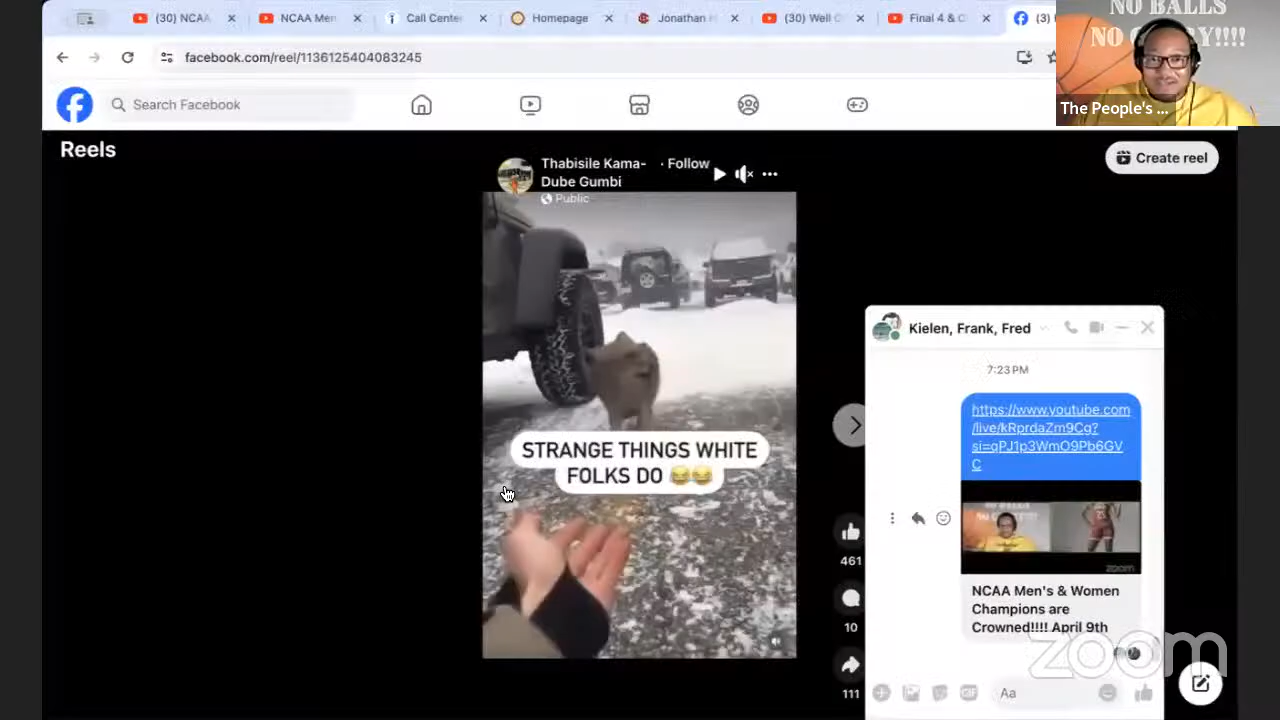 (30) NCAA
NCAA Men
Call Center
Homepage
Jonathan
(30) Well
Final 4 & C
(3)
NO BALLS
NO GLORY!!!!
The People's ...
facebook.com/reel/1136125404083245
Search Facebook
Reels
Create reel
Thabisile Kama-
Dube Gumbi
· Follow
Public
STRANGE THINGS WHITE
FOLKS DO 😂😂
461
10
111
Kielen, Frank, Fred
7:23 PM
https://www.youtube.com
/live/kRprdaZm9Cg?
si=qPJ1p3WmO9Pb6GV
C
zoom
NCAA Men's & Women
Champions are
Crowned!!!! April 9th
GIF
Aa
zoom